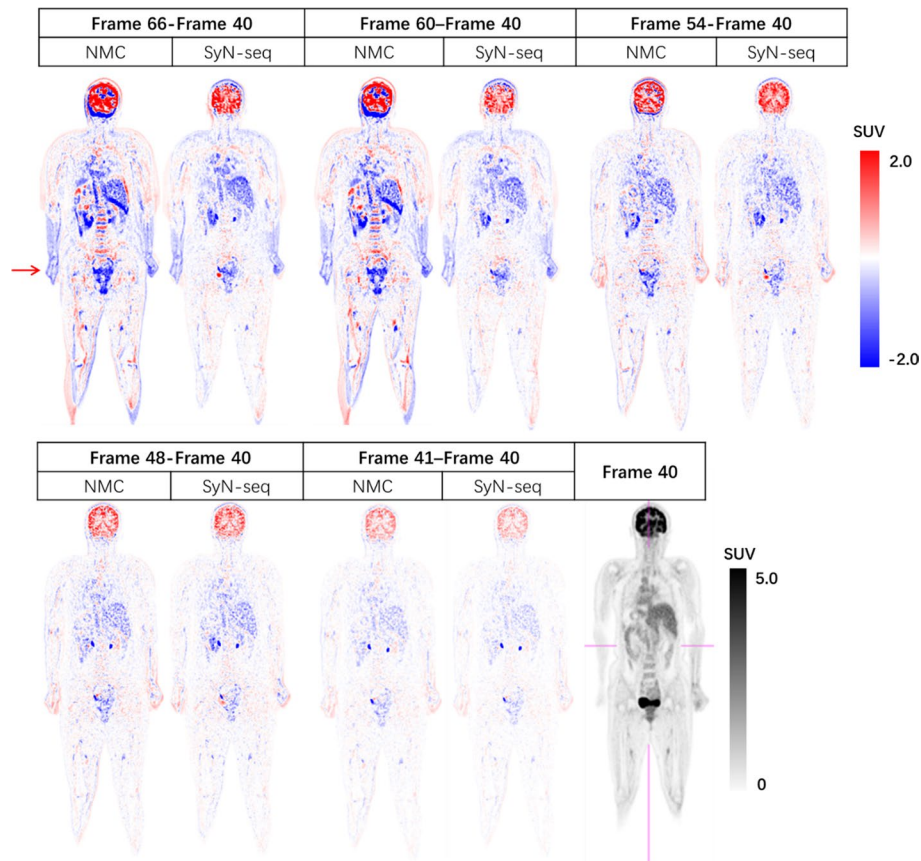 Frame 66-Frame 40 Frame 60–Frame 40 Frame 54–Frame 40
NMC SyN-seq NMC SyN-seq NMC SyN-seq
SUV
2.0
-2.0
Frame 48-Frame 40 Frame 41–Frame 40 Frame 40
NMC SyN-seq NMC SyN-seq
SUV
5.0
0